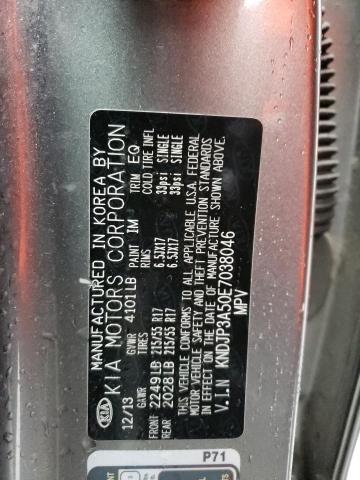 MANUFACTURED IN KOREA BY
KIA MOTORS CORPORATION
KIA
12/13 GVWR 4101LB PAINT IM TRIM EQ
GAWR TIRES RIMS COLD TIRE INFL
FRONT 2249LB 215/55 R17 6.5JX17 33psi SINGLE
REAR 2028LB 215/55 R17 6.5JX17 33psi SINGLE
THIS VEHICLE CONFORMS TO ALL APPLICABLE U.S.A. FEDERAL
MOTOR VEHICLE SAFETY AND THEFT PREVENTION STANDARDS
IN EFFECT ON THE DATE OF MANUFACTURE SHOWN ABOVE.
V.I.N KNDJTP3A50E7038046
MPV
P71